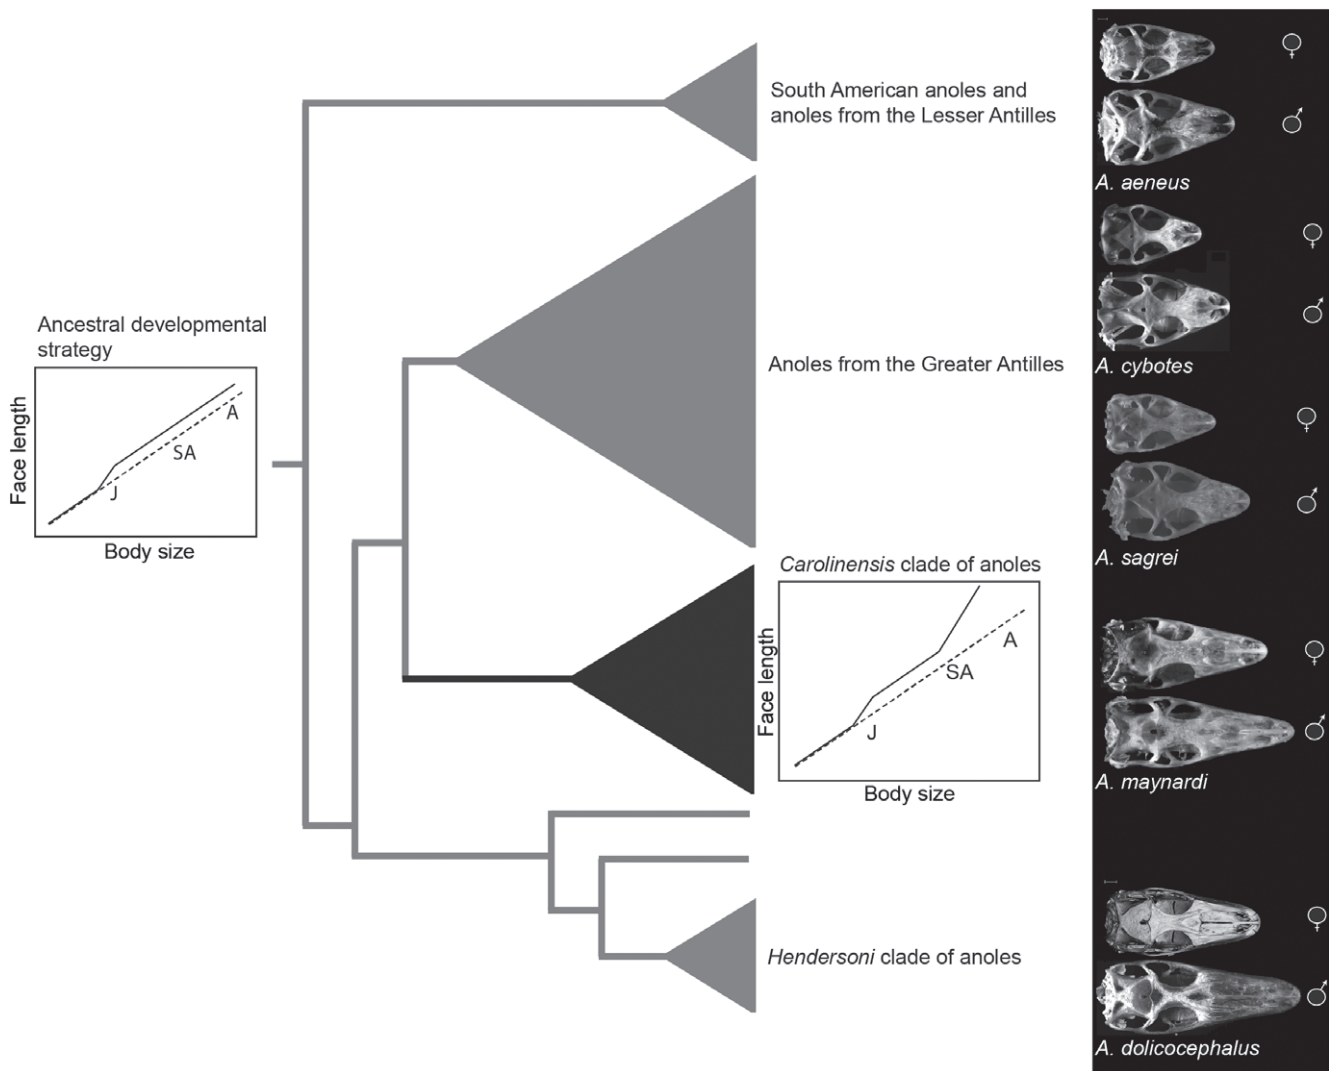 South American anoles and
anoles from the Lesser Antilles
Ancestral developmental
strategy
Face length
A
SA
J
Body size
Anoles from the Greater Antilles
Carolinensis clade of anoles
Face length
A
SA
J
Body size
Hendersoni clade of anoles
♀
♂
A. aeneus
♀
♂
A. cybotes
♀
♂
A. sagrei
♀
♂
A. maynardi
♀
♂
A. dolicocephalus